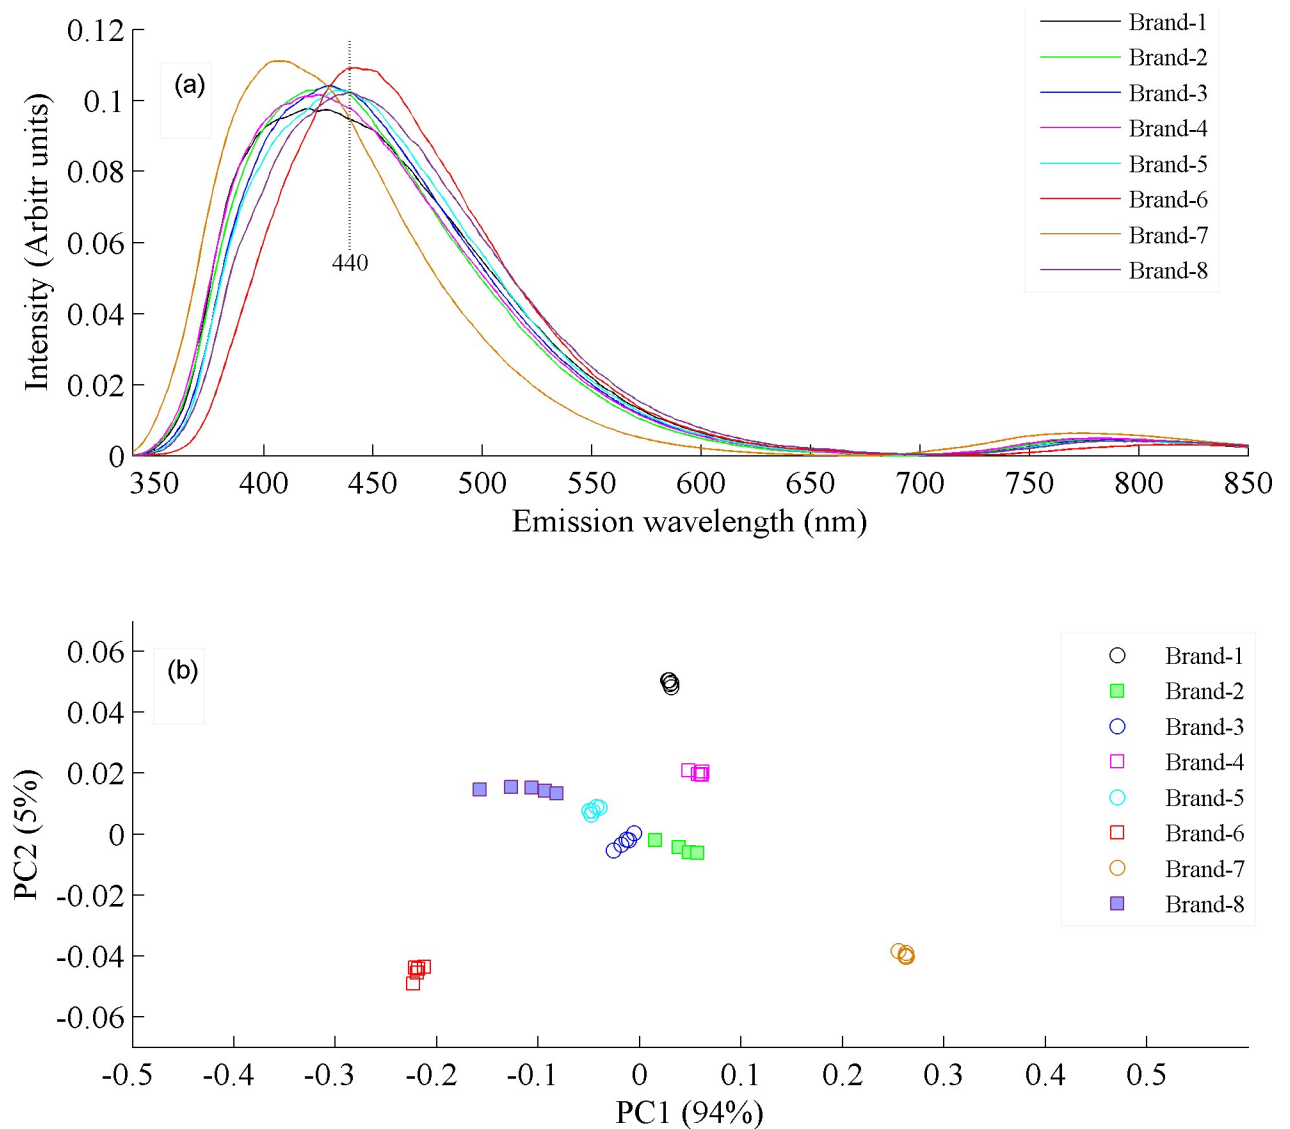 (a)
Intensity (Arbitr units)
0.12
0.1
0.08
0.06
0.04
0.02
0
440
Brand-1
Brand-2
Brand-3
Brand-4
Brand-5
Brand-6
Brand-7
Brand-8
350 400 450 500 550 600 650 700 750 800 850
Emission wavelength (nm)
(b)
PC2 (5%)
0.06
0.04
0.02
0
-0.02
-0.04
-0.06
Brand-1
Brand-2
Brand-3
Brand-4
Brand-5
Brand-6
Brand-7
Brand-8
-0.5 -0.4 -0.3 -0.2 -0.1 0 0.1 0.2 0.3 0.4 0.5
PC1 (94%)